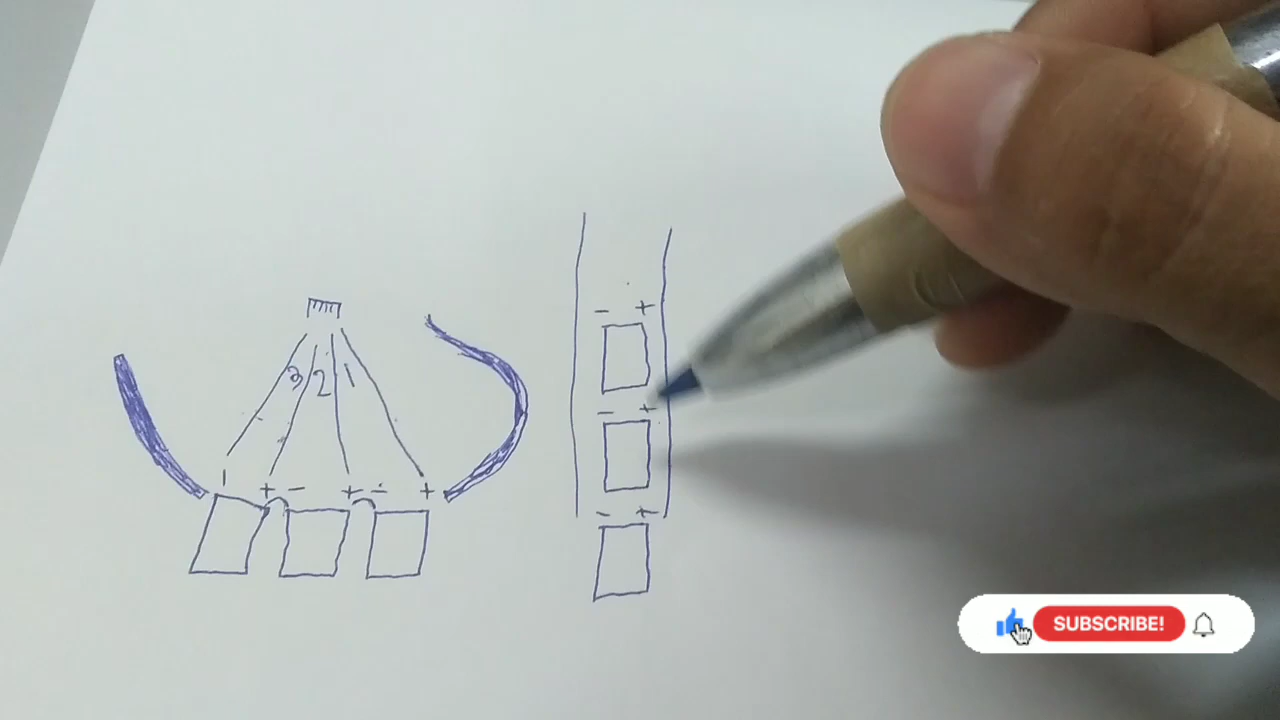 3 2 1
- + - + - +
- +
- +
- +
SUBSCRIBE!